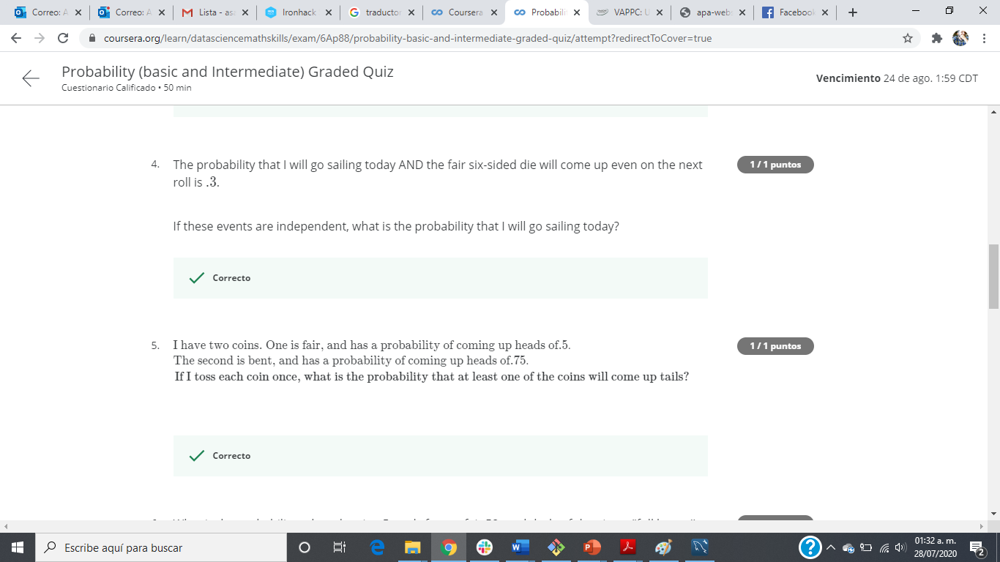 Correo: A
Correo: A
M Lista - as
Ironhack
traductor
Coursera
Probabili
VAPPC: U
apa-web
Facebook
coursera.org/learn/datasciencemathskills/exam/6Ap88/probability-basic-and-intermediate-graded-quiz/attempt?redirectToCover=true
Probability (basic and Intermediate) Graded Quiz
Cuestionario Calificado • 50 min
Vencimiento 24 de ago. 1:59 CDT
4. The probability that I will go sailing today AND the fair six-sided die will come up even on the next
roll is .3.
1 / 1 puntos
If these events are independent, what is the probability that I will go sailing today?
Correcto
5. I have two coins. One is fair, and has a probability of coming up heads of.5.
1 / 1 puntos
The second is bent, and has a probability of coming up heads of.75.
If I toss each coin once, what is the probability that at least one of the coins will come up tails?
Correcto
Escribe aquí para buscar
01:32 a. m.
28/07/2020
2